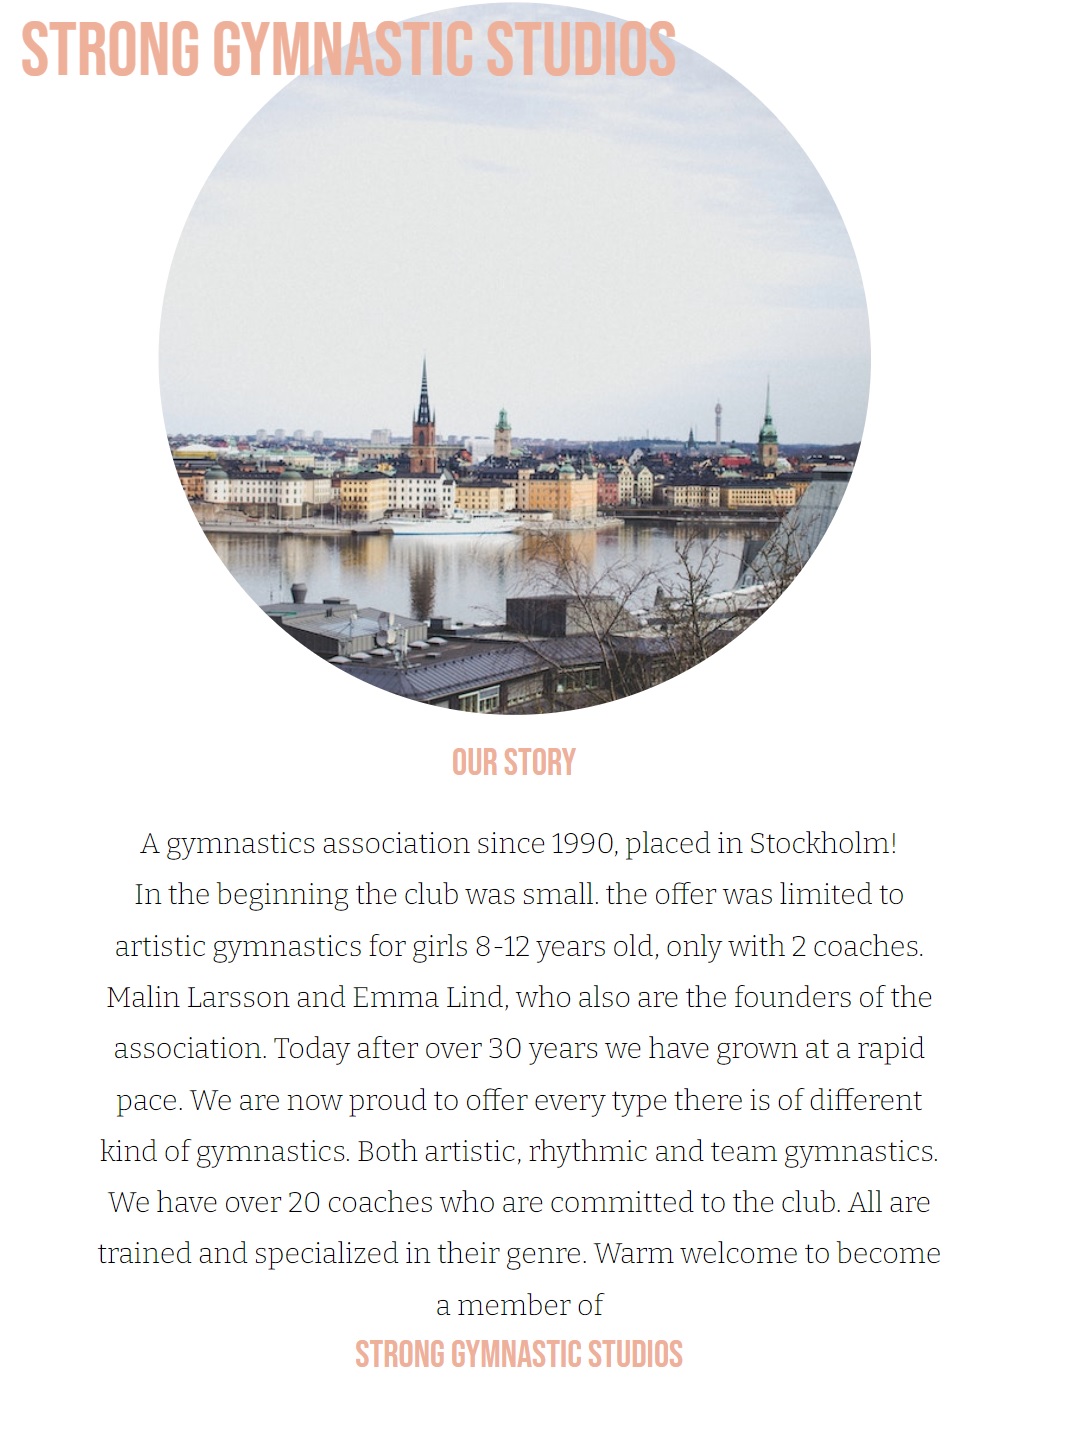 STRONG GYMNASTIC STUDIOS
OUR STORY
A gymnastics association since 1990, placed in Stockholm!
In the beginning the club was small. the offer was limited to
artistic gymnastics for girls 8-12 years old, only with 2 coaches.
Malin Larsson and Emma Lind, who also are the founders of the
association. Today after over 30 years we have grown at a rapid
pace. We are now proud to offer every type there is of different
kind of gymnastics. Both artistic, rhythmic and team gymnastics.
We have over 20 coaches who are committed to the club. All are
trained and specialized in their genre. Warm welcome to become
a member of
STRONG GYMNASTIC STUDIOS